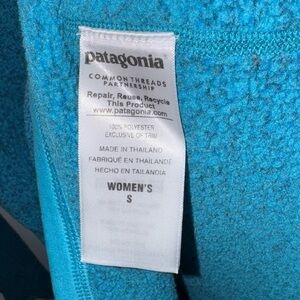 patagonia
COMMON THREADS
PARTNERSHIP
Repair, Reuse, Recycle
This Product
www.patagonia.com
100% POLYESTER
EXCLUSIVE OF TRIM
MADE IN THAILAND
FABRIQUÉ EN THAILANDE
HECHO EN TAILANDIA
WOMEN'S
S